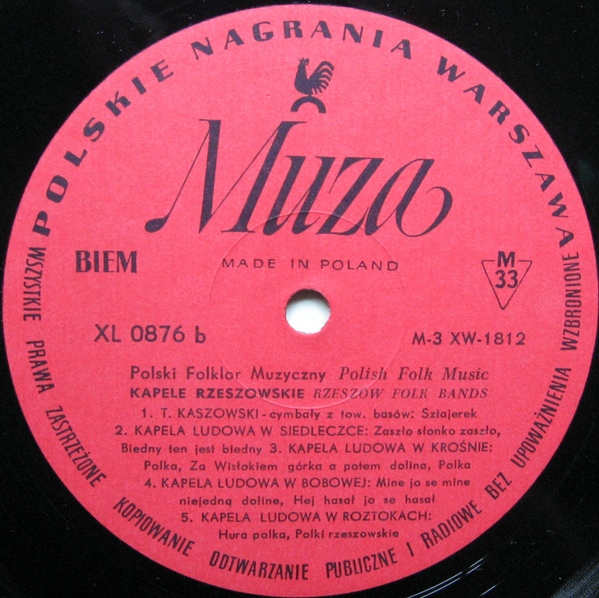 POLSKIE NAGRANIA WARSZAWA
Muza
BIEM
MADE IN POLAND
M
33
XL 0876 b
M-3 XW-1812
Polski Folklor Muzyczny Polish Folk Music
KAPELE RZESZOWSKIE RZESZÓW FOLK BANDS
1. T. KASZOWSKI - cymbały z tow. basów: Sztajerek
2. KAPELA LUDOWA W SIEDLECZCE: Zaszło słonko zaszło,
Biedny ten jest biedny 3. KAPELA LUDOWA W KROŚNIE:
Polka, Za Wisłokiem górka a potem dolina, Polka
4. KAPELA LUDOWA W BOBOWEJ: Mine jo se mine
niejedną doline, Hej hasał jo se hasał
5. KAPELA LUDOWA W ROZTOKACH:
Hura polka, Polki rzeszowskie
WSZYSTKIE PRAWA ZASTRZEŻONE KOPIOWANIE ODTWARZANIE PUBLICZNE I RADIOWE BEZ UPOWAŻNIENIA WZBRONIONE